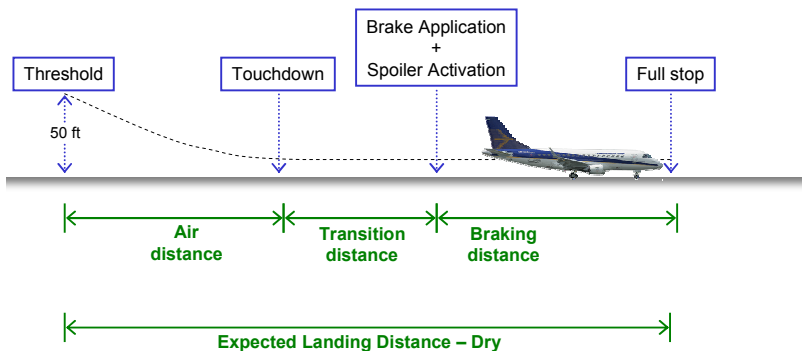 Brake Application
+
Spoiler Activation
Threshold
Touchdown
Full stop
50 ft
Air
distance
Transition
distance
Braking
distance
Expected Landing Distance – Dry